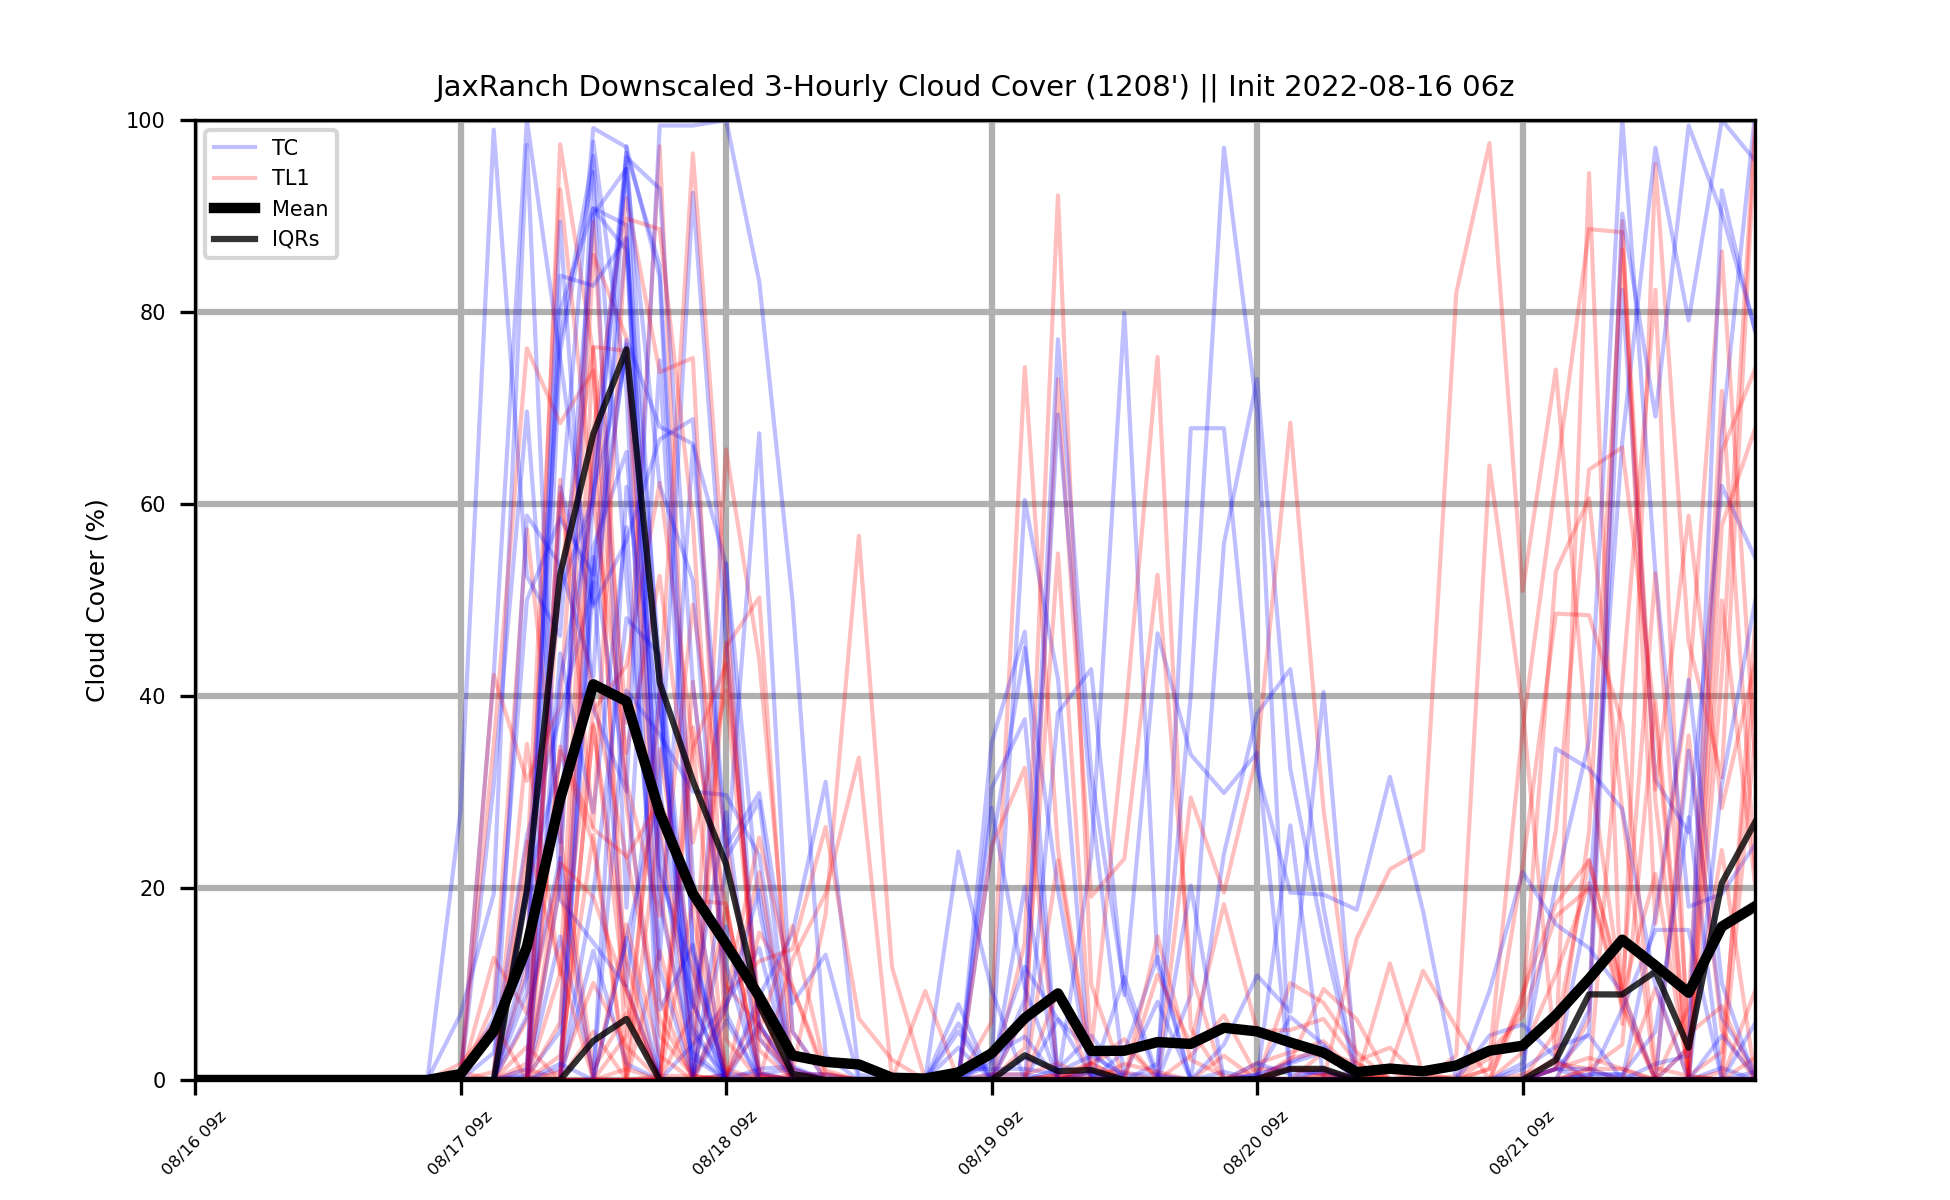 JaxRanch Downscaled 3-Hourly Cloud Cover (1208') || Init 2022-08-16 06z
100
80
60
40
20
0
Cloud Cover (%)
TC
TL1
Mean
IQRs
08/16 09z
08/17 09z
08/18 09z
08/19 09z
08/20 09z
08/21 09z